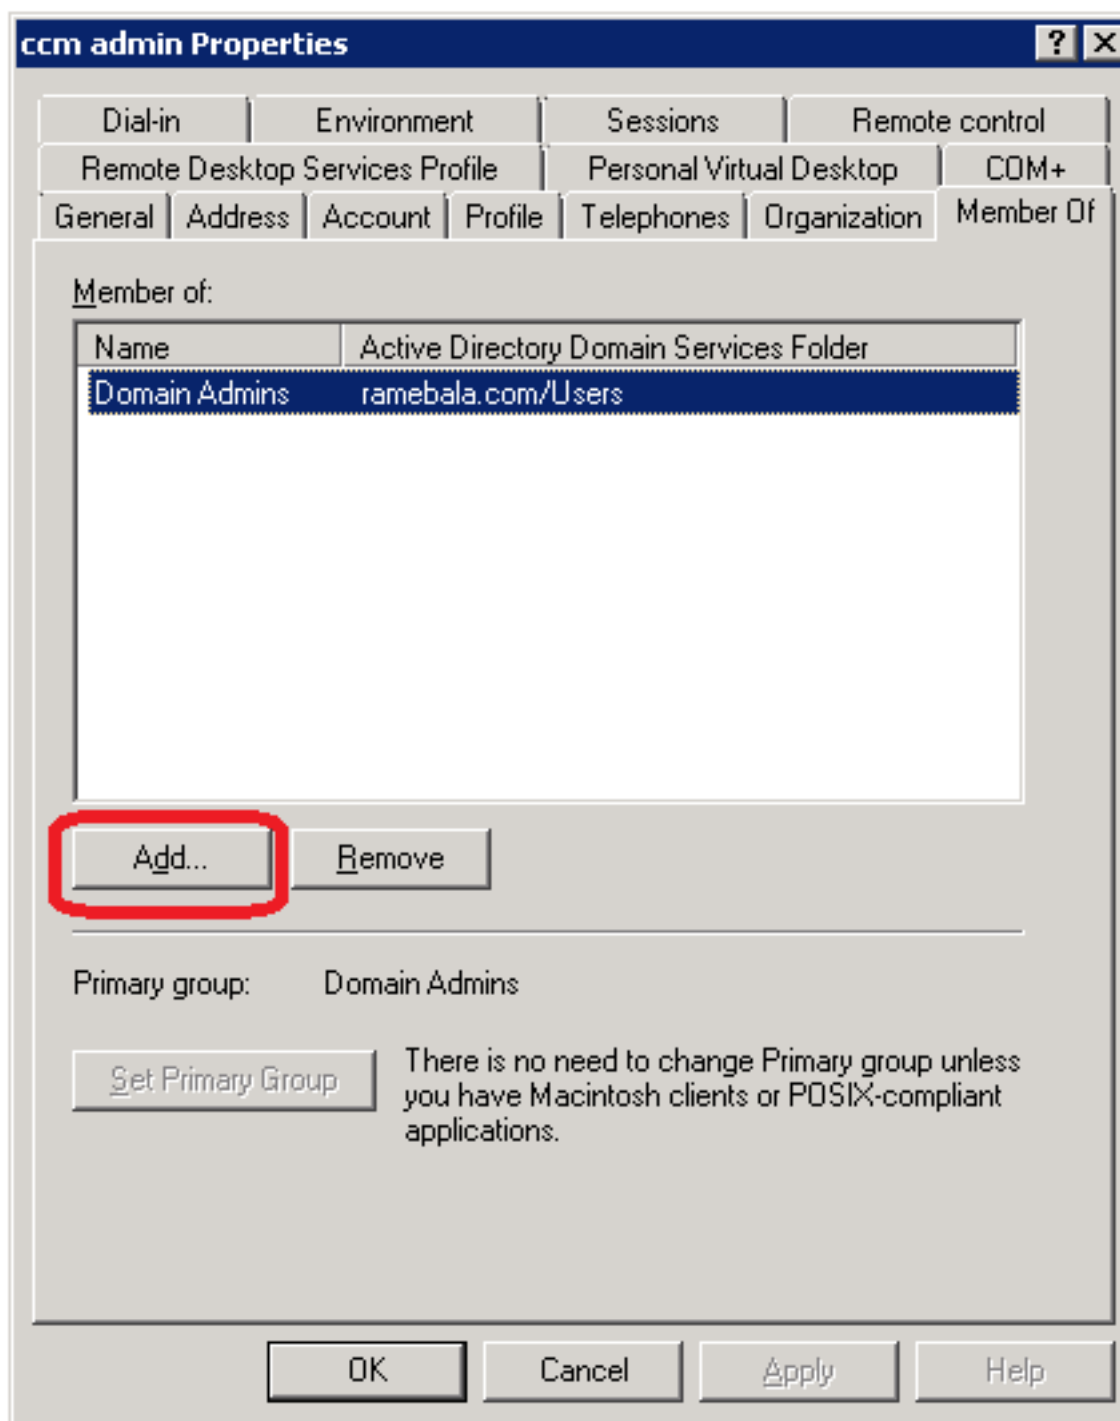 ccm admin Properties
Dial-in Environment Sessions Remote control
Remote Desktop Services Profile Personal Virtual Desktop COM+
General Address Account Profile Telephones Organization Member Of
Member of:
Name Active Directory Domain Services Folder
Domain Admins ramebala.com/Users
Add... Remove
Primary group: Domain Admins
Set Primary Group
There is no need to change Primary group unless
you have Macintosh clients or POSIX-compliant
applications.
OK Cancel Apply Help